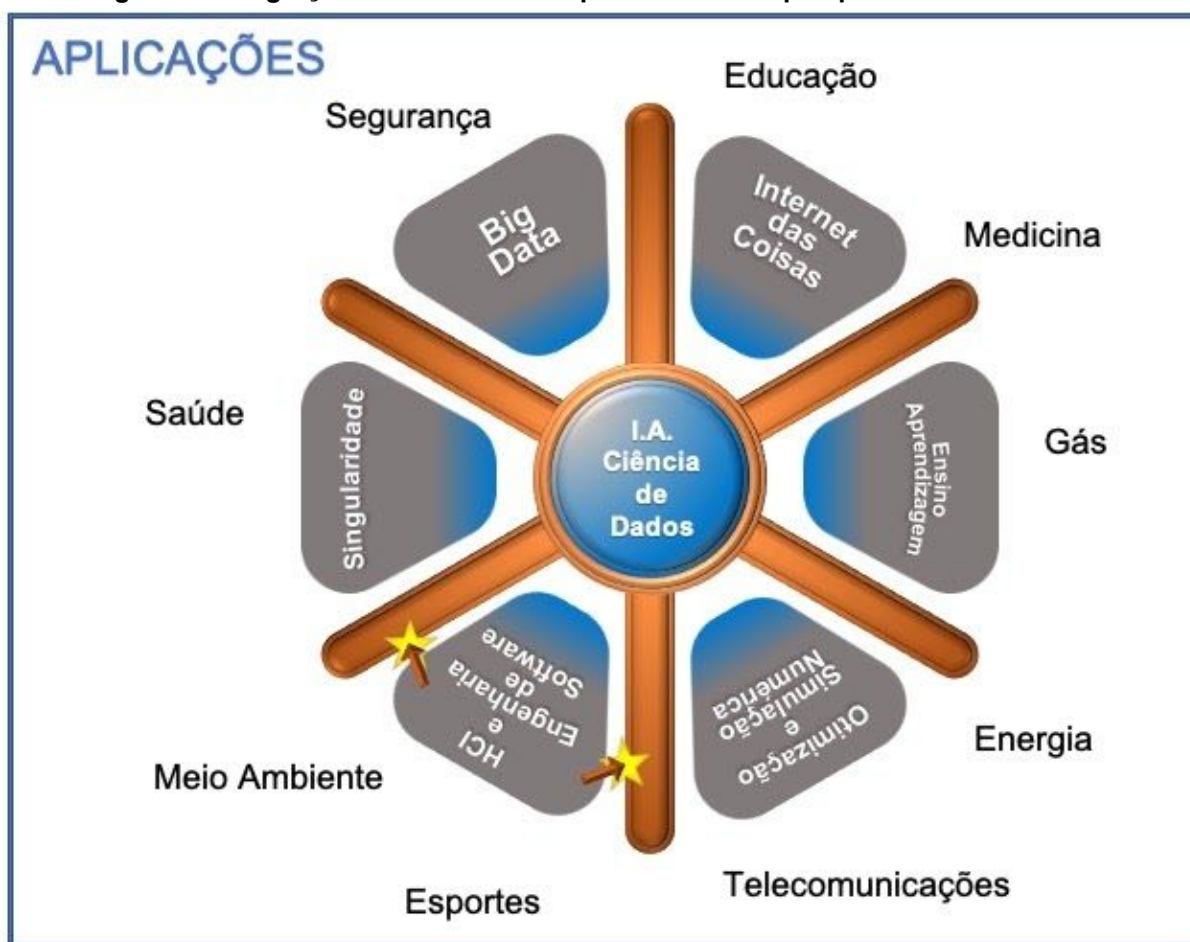 APLICAÇÕES
Educação
Segurança
Internet
das
Coisas
Big
Data
Medicina
Saúde
Singularidade
I.A.
Ciência
de
Dados
Ensino
Aprendizagem
Gás
HCI
e
Engenharia
de
Software
Otimização
e
Simulação
Numérica
Energia
Meio Ambiente
Telecomunicações
Esportes